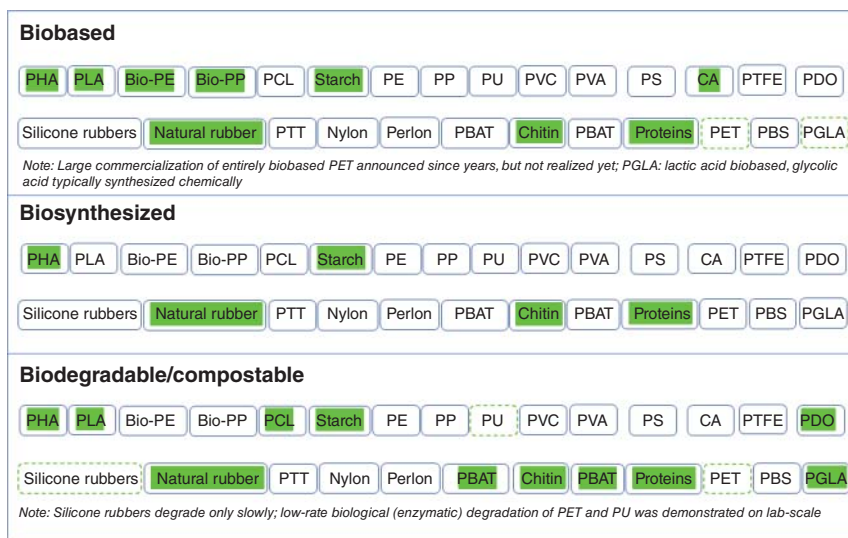 Biobased
PHA PLA Bio-PE Bio-PP PCL Starch PE PP PU PVC PVA PS CA PTFE PDO
Silicone rubbers Natural rubber PTT Nylon Perlon PBAT Chitin PBAT Proteins PET PBS PGLA
Note: Large commercialization of entirely biobased PET announced since years, but not realized yet; PGLA: lactic acid biobased, glycolic
acid typically synthesized chemically
Biosynthesized
PHA PLA Bio-PE Bio-PP PCL Starch PE PP PU PVC PVA PS CA PTFE PDO
Silicone rubbers Natural rubber PTT Nylon Perlon PBAT Chitin PBAT Proteins PET PBS PGLA
Biodegradable/compostable
PHA PLA Bio-PE Bio-PP PCL Starch PE PP PU PVC PVA PS CA PTFE PDO
Silicone rubbers Natural rubber PTT Nylon Perlon PBAT Chitin PBAT Proteins PET PBS PGLA
Note: Silicone rubbers degrade only slowly; low-rate biological (enzymatic) degradation of PET and PU was demonstrated on lab-scale